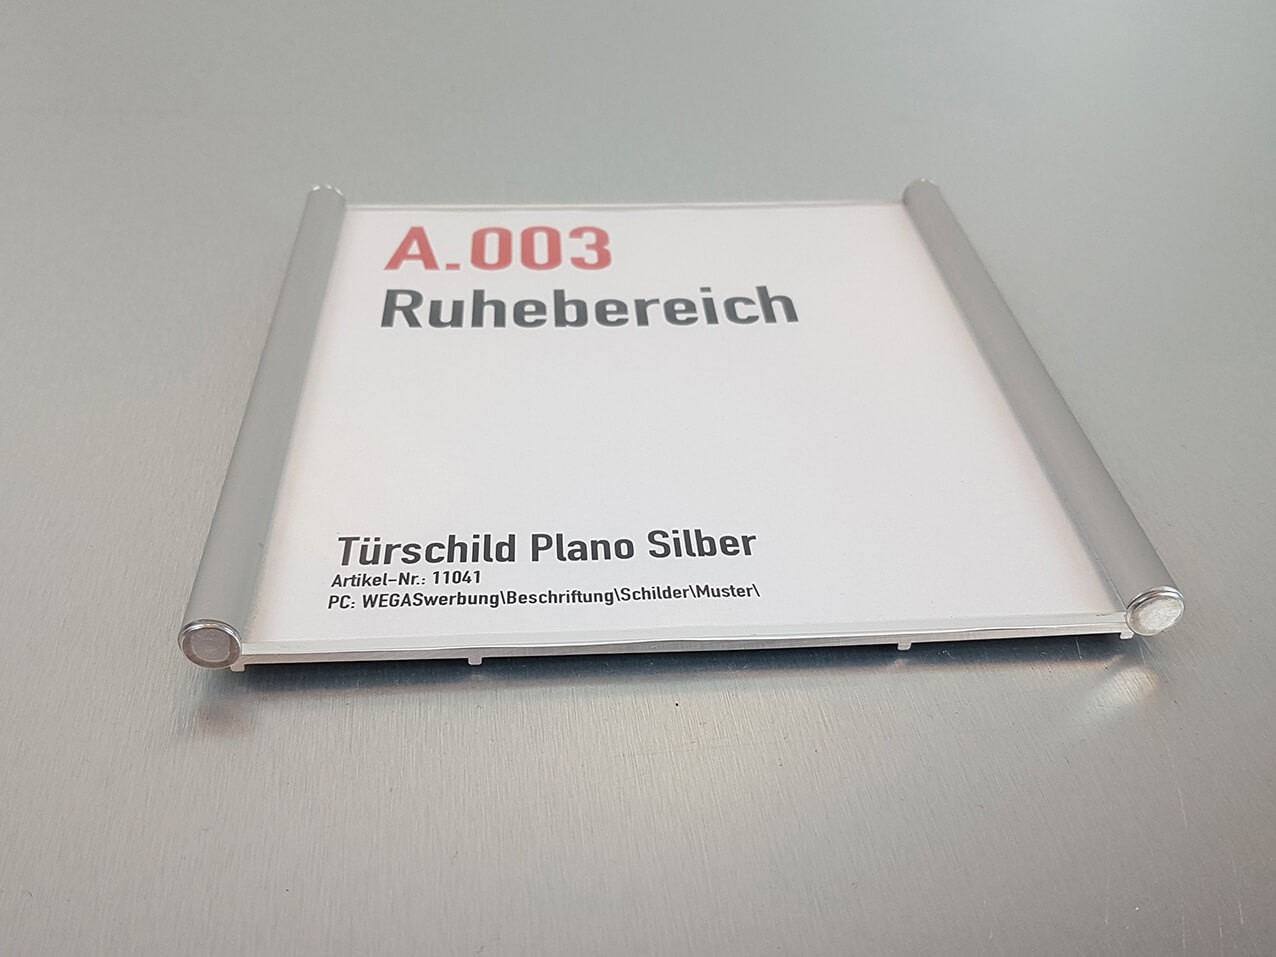 A.003
Ruhebereich
Türschild Plano Silber
Artikel-Nr.: 11041
PC: WEGASwerbung\Beschriftung\Schilder\Muster\